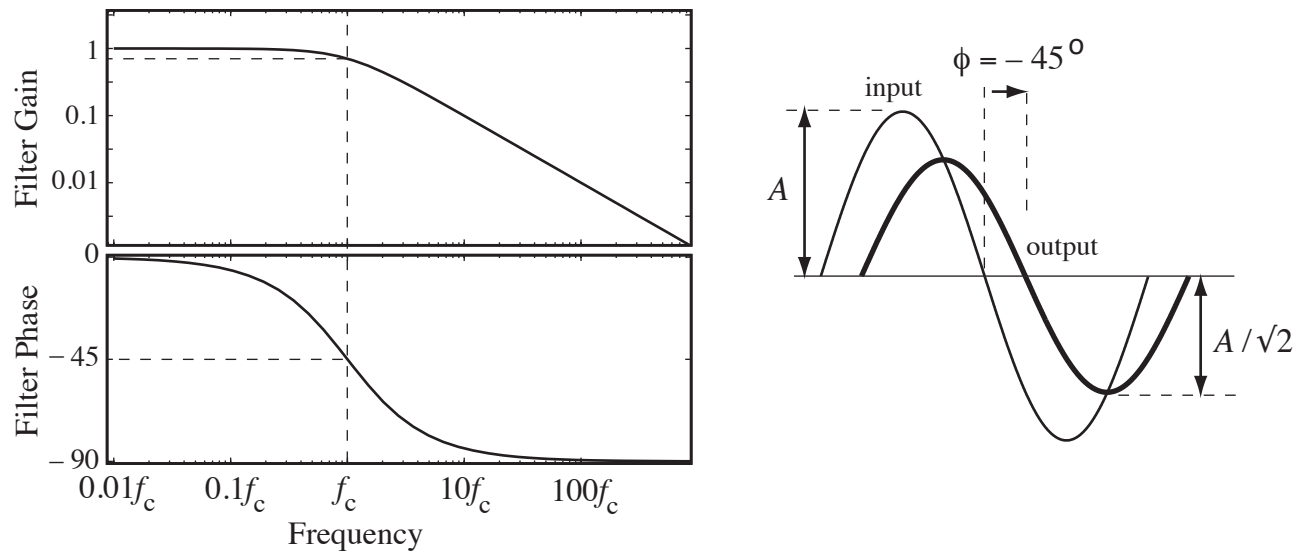 Filter Gain
1
0.1
0.01
Filter Phase
0
– 45
– 90
0.01fc
0.1fc
fc
10fc
100fc
Frequency
ϕ = – 45°
input
A
output
A / √2